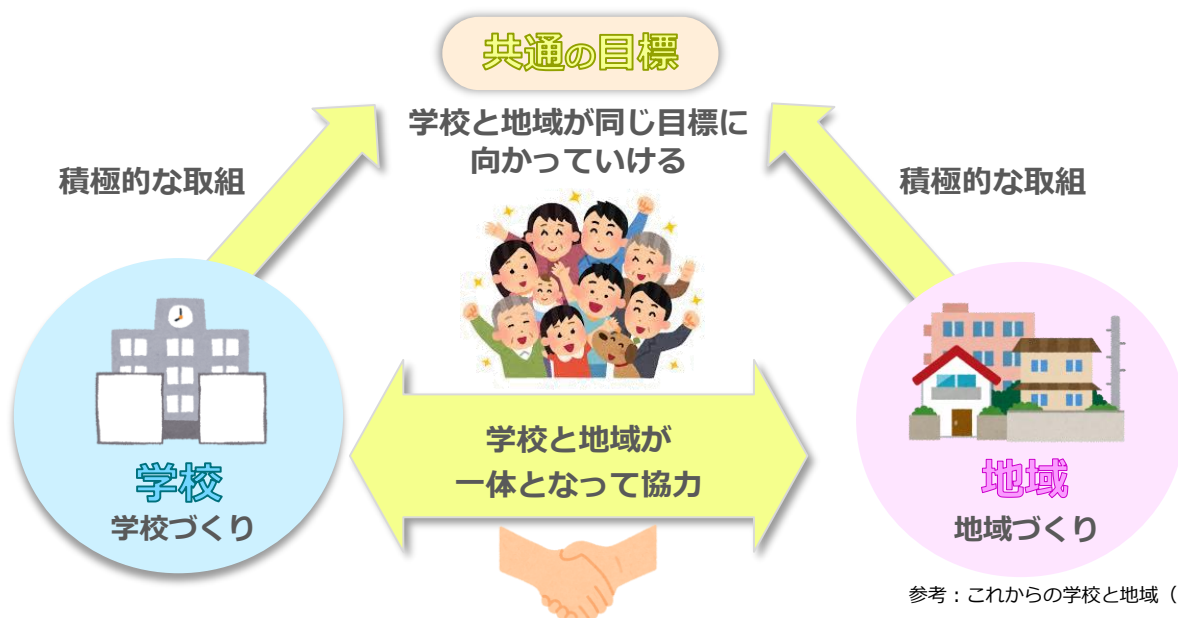 共通の目標
学校と地域が同じ目標に
向かっていける
積極的な取組
積極的な取組
学校と地域が
一体となって協力
学校
学校づくり
地域
地域づくり
参考：これからの学校と地域（